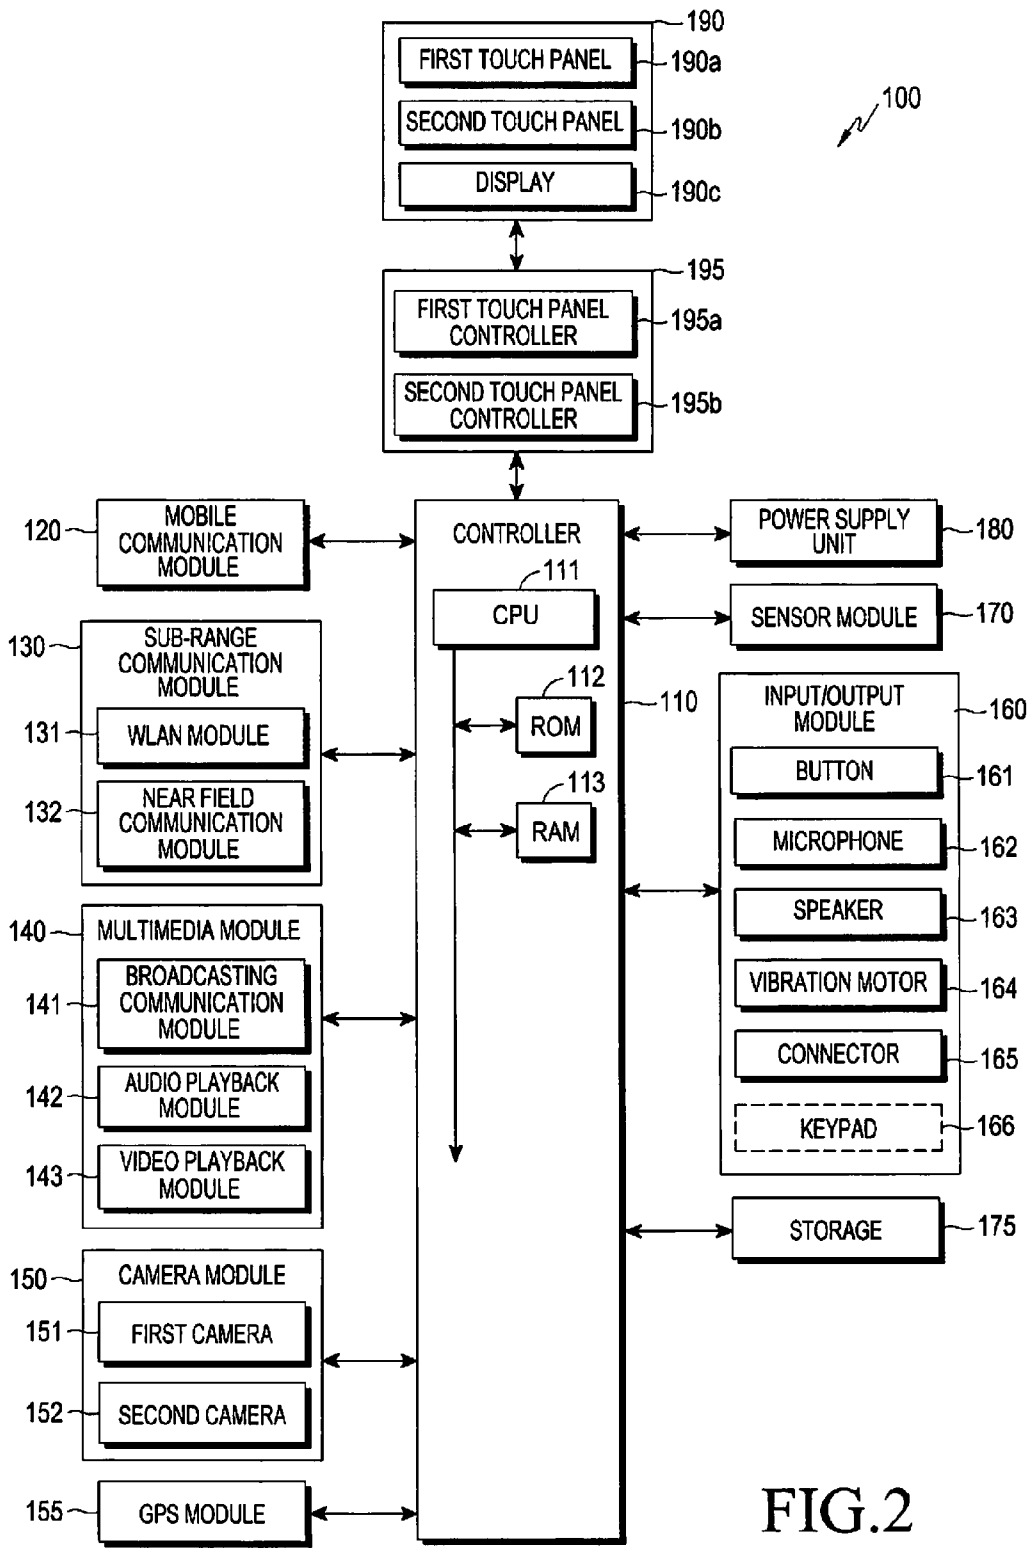 190
FIRST TOUCH PANEL
190a
SECOND TOUCH PANEL
190b
DISPLAY
190c
100
195
FIRST TOUCH PANEL
CONTROLLER
195a
SECOND TOUCH PANEL
CONTROLLER
195b
120
MOBILE
COMMUNICATION
MODULE
130
SUB-RANGE
COMMUNICATION
MODULE
131
WLAN MODULE
132
NEAR FIELD
COMMUNICATION
MODULE
140
MULTIMEDIA MODULE
141
BROADCASTING
COMMUNICATION
MODULE
142
AUDIO PLAYBACK
MODULE
143
VIDEO PLAYBACK
MODULE
150
CAMERA MODULE
151
FIRST CAMERA
152
SECOND CAMERA
155
GPS MODULE
CONTROLLER
111
CPU
112
ROM
110
113
RAM
POWER SUPPLY
UNIT
180
SENSOR MODULE
170
INPUT/OUTPUT
MODULE
160
BUTTON
161
MICROPHONE
162
SPEAKER
163
VIBRATION MOTOR
164
CONNECTOR
165
KEYPAD
166
STORAGE
175
FIG.2